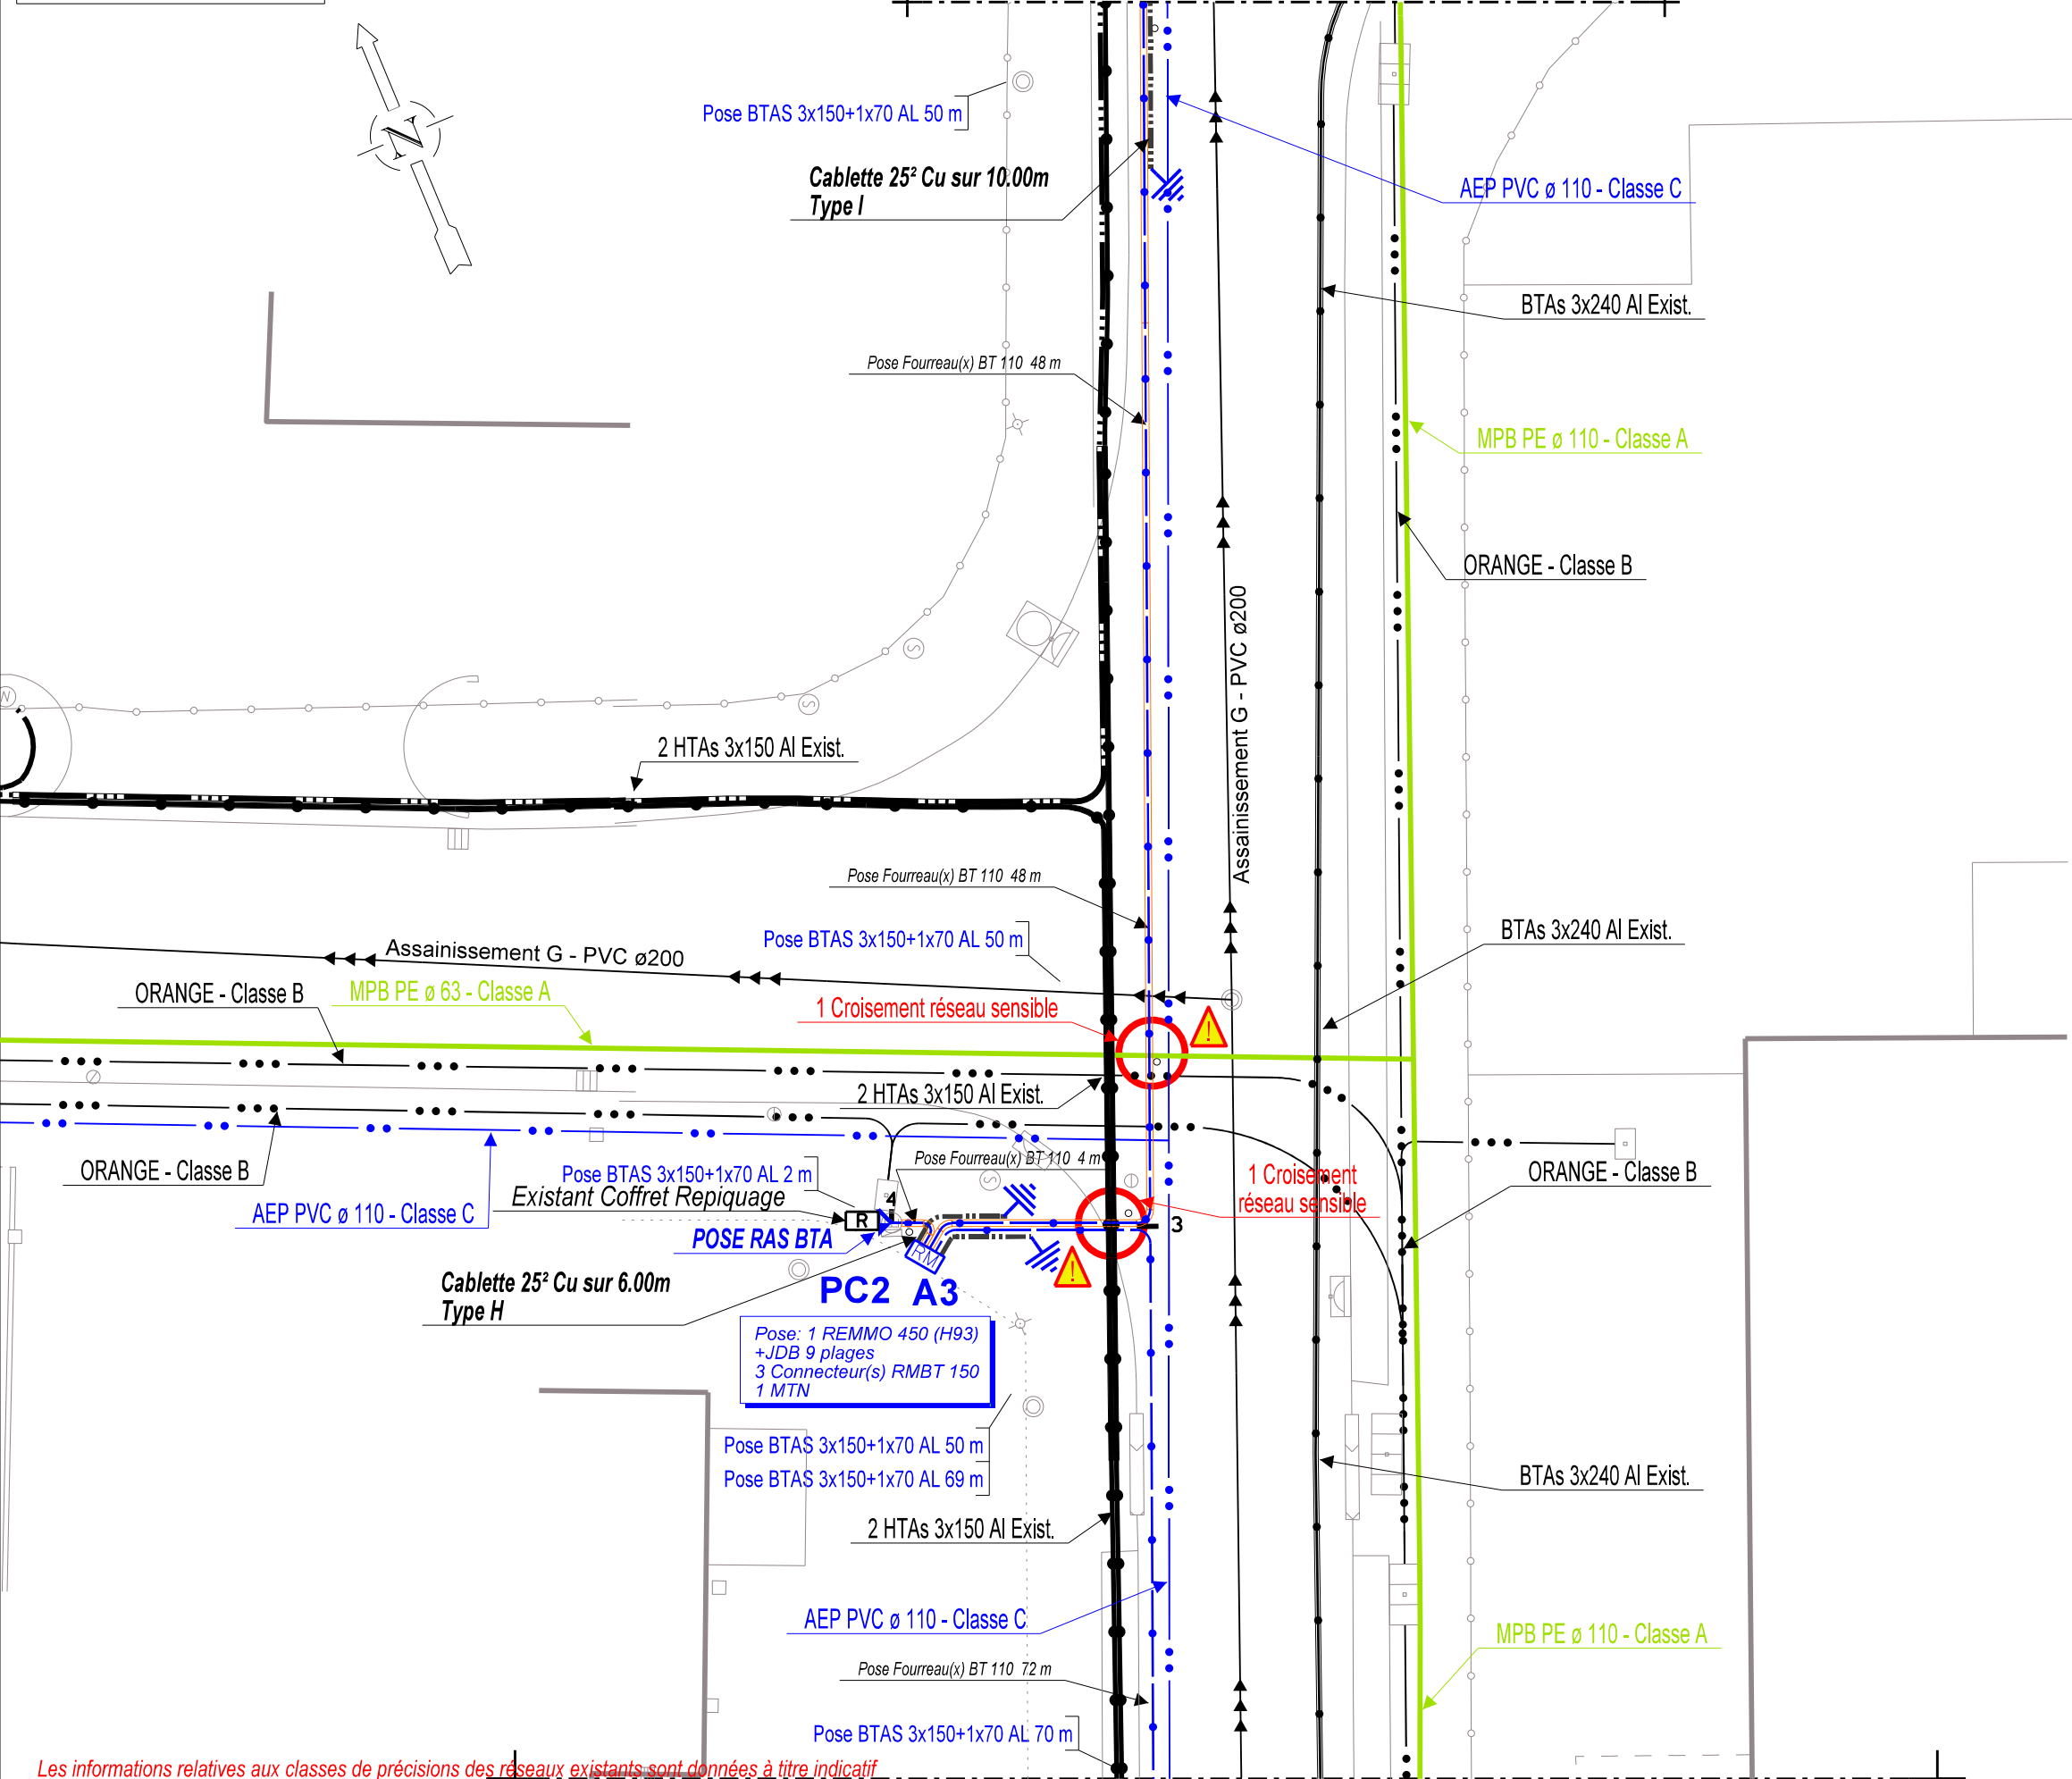 N
Pose BTAS 3x150+1x70 AL 50 m
Cablette 25² Cu sur 10.00m
Type I
AEP PVC ø 110 - Classe C
BTAs 3x240 Al Exist.
Pose Fourreau(x) BT 110 48 m
MPB PE ø 110 - Classe A
ORANGE - Classe B
Assainissement G - PVC ø200
S
S
M
2 HTAs 3x150 Al Exist.
Pose Fourreau(x) BT 110 48 m
Pose BTAS 3x150+1x70 AL 50 m
BTAs 3x240 Al Exist.
Assainissement G - PVC ø200
ORANGE - Classe B
MPB PE ø 63 - Classe A
1 Croisement réseau sensible
!
2 HTAs 3x150 Al Exist.
ORANGE - Classe B
Pose BTAS 3x150+1x70 AL 2 m
Pose Fourreau(x) BT 110 4 m
S
1 Croisement
réseau sensible
ORANGE - Classe B
Existant Coffret Repiquage
4
R
3
AEP PVC ø 110 - Classe C
POSE RAS BTA
RM
!
Cablette 25² Cu sur 6.00m
Type H
PC2 A3
Pose: 1 REMMO 450 (H93)
+JDB 9 plages
3 Connecteur(s) RMBT 150
1 MTN
Pose BTAS 3x150+1x70 AL 50 m
Pose BTAS 3x150+1x70 AL 69 m
BTAs 3x240 Al Exist.
2 HTAs 3x150 Al Exist.
AEP PVC ø 110 - Classe C
MPB PE ø 110 - Classe A
Pose Fourreau(x) BT 110 72 m
Pose BTAS 3x150+1x70 AL 70 m
Les informations relatives aux classes de précisions des réseaux existants sont données à titre indicatif